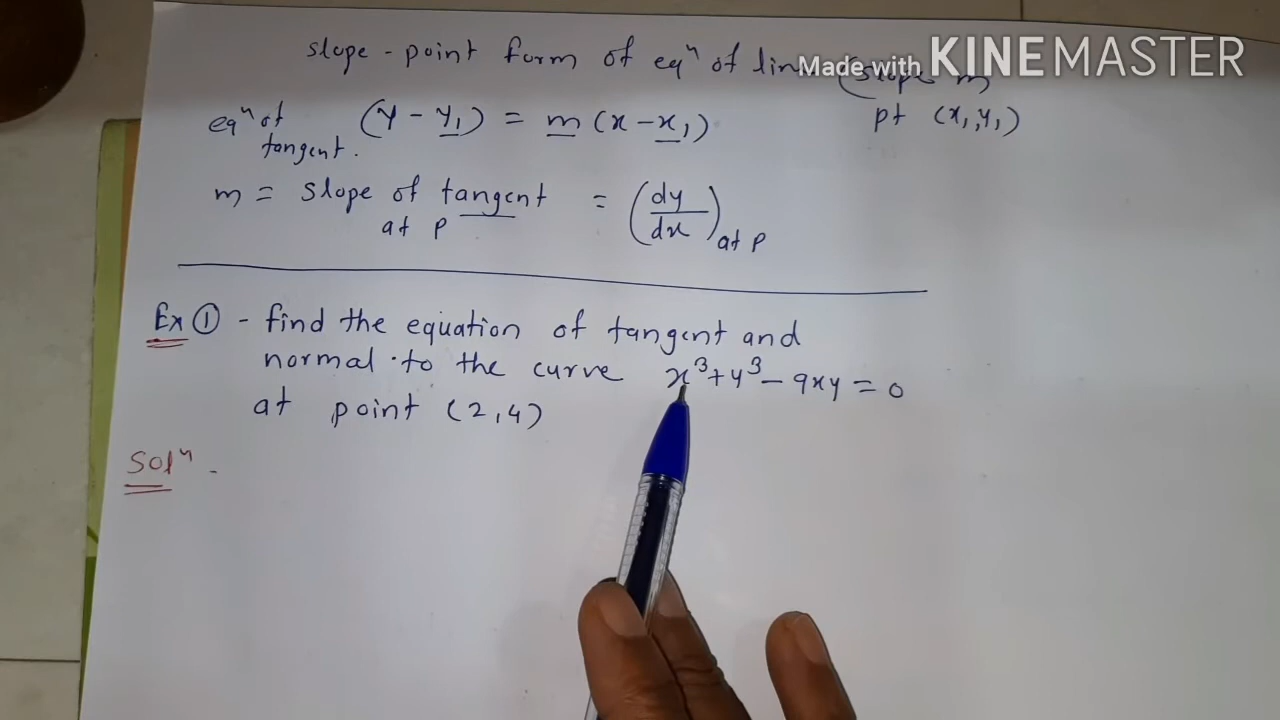 slope - point form of eqⁿ of line (slope m
Made with KINEMASTER
pt (x₁, y₁)
eqⁿ of tangent. (y - y₁) = m (x - x₁)
m = slope of tangent at P = (dy/dx) at P
Ex ① - find the equation of tangent and
normal to the curve x³ + y³ - 9xy = 0
at point (2,4)
Solⁿ -